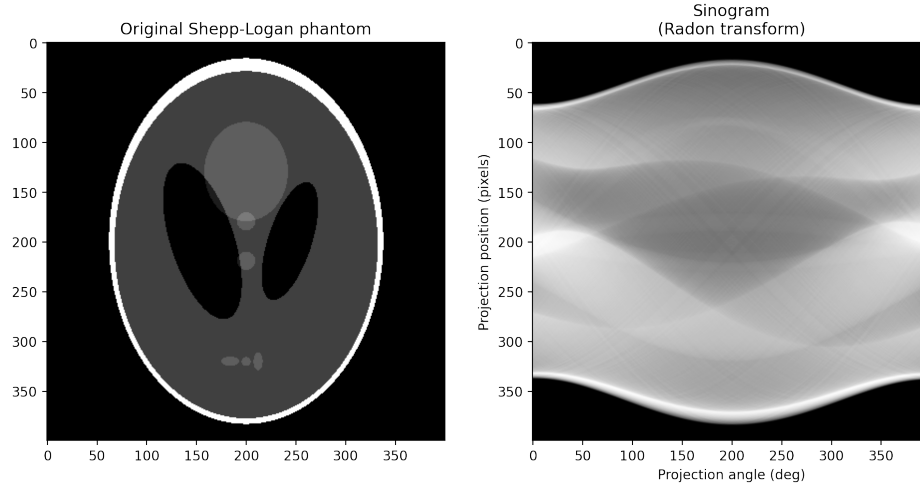 Original Shepp-Logan phantom
0
50
100
150
200
250
300
350
0 50 100 150 200 250 300 350
Sinogram
(Radon transform)
Projection position (pixels)
0
50
100
150
200
250
300
350
0 50 100 150 200 250 300 350
Projection angle (deg)